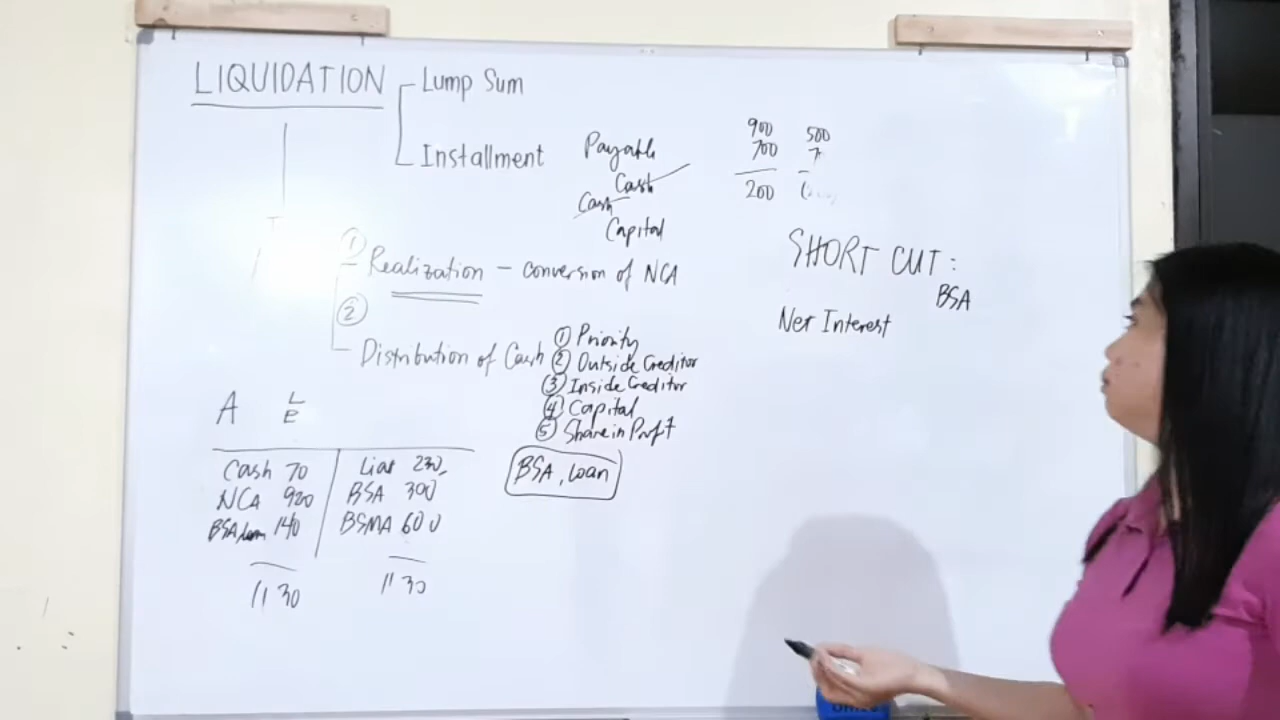 LIQUIDATION
Lump Sum
Installment
Payable
Cash
Cash
Capital
900 500
700 7
200
① Realization – conversion of NCA
② Distribution of Cash
① Priority
② Outside Creditor
③ Inside Creditor
④ Capital
⑤ Share in Profit
BSA, Loan
SHORT CUT:
BSA
Net Interest
A L
E
Cash 70 Liab 230
NCA 920 BSA 300
BSA loan 140 BSMA 600
1130 1130